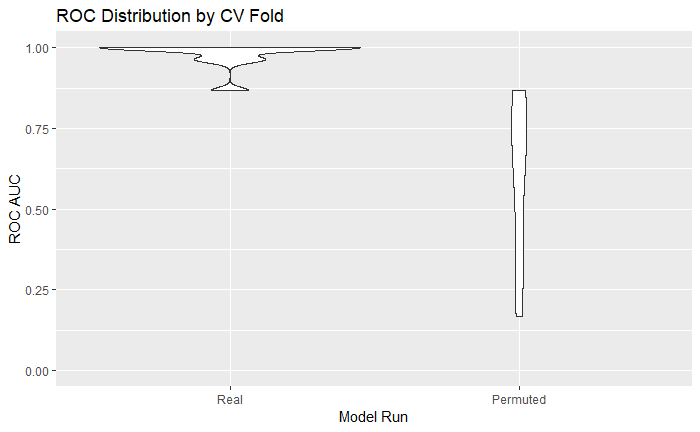 ROC Distribution by CV Fold
1.00
0.75
0.50
0.25
0.00
ROC AUC
Real
Permuted
Model Run